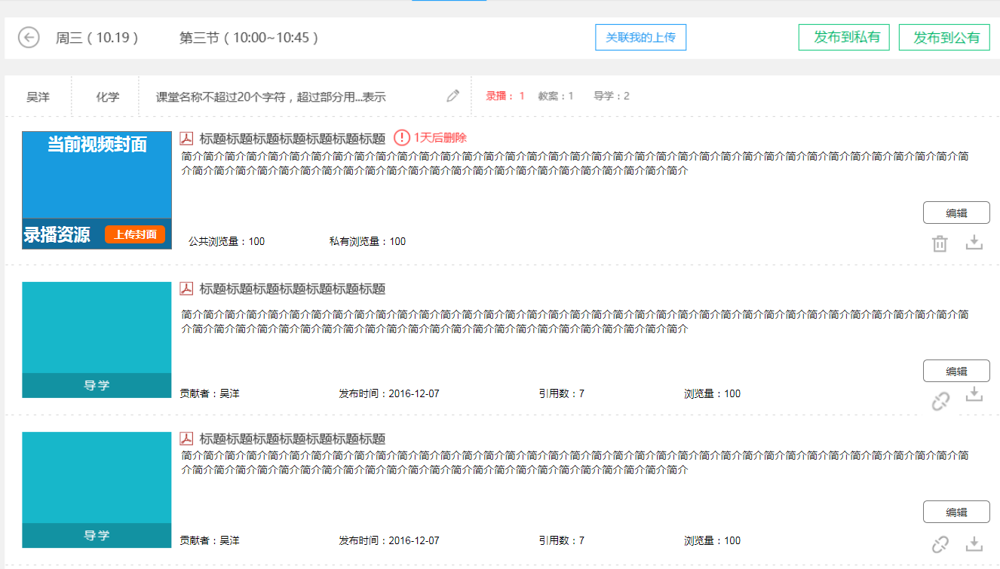 周三（10.19） 第三节（10:00~10:45） 关联我的上传 发布到私有 发布到公有
吴洋 化学 课堂名称不超过20个字符，超过部分用...表示 录播：1 教案：1 导学：2
当前视频封面
标题标题标题标题标题标题标题 1天后删除
简介简介简介简介简介简介简介简介简介简介简介简介简介简介简介简介简介简介简介简介简介简介简介简介简介简介简介简介简介简介简介简介简介简介简介简介简
介简介简介简介简介简介简介简介简介简介简介简介简介简介简介简介简介简介简介简介简介简介简介简介
编辑
录播资源 上传封面
公共浏览量：100 私有浏览量：100
标题标题标题标题标题标题标题
简介简介简介简介简介简介简介简介简介简介简介简介简介简介简介简介简介简介简介简介简介简介简介简介简介简介简介简介简介简介简介简介简介简介简介简介简
介简介简介简介简介简介简介简介简介简介简介简介简介简介简介简介简介简介简介简介简介简介简介简介
编辑
导学
贡献者：吴洋 发布时间：2016-12-07 引用数：7 浏览量：100
标题标题标题标题标题标题标题
简介简介简介简介简介简介简介简介简介简介简介简介简介简介简介简介简介简介简介简介简介简介简介简介简介简介简介简介简介简介简介简介简介简介简介简介简
介简介简介简介简介简介简介简介简介简介简介简介简介简介简介简介简介简介简介简介简介简介简介简介
编辑
导学
贡献者：吴洋 发布时间：2016-12-07 引用数：7 浏览量：100